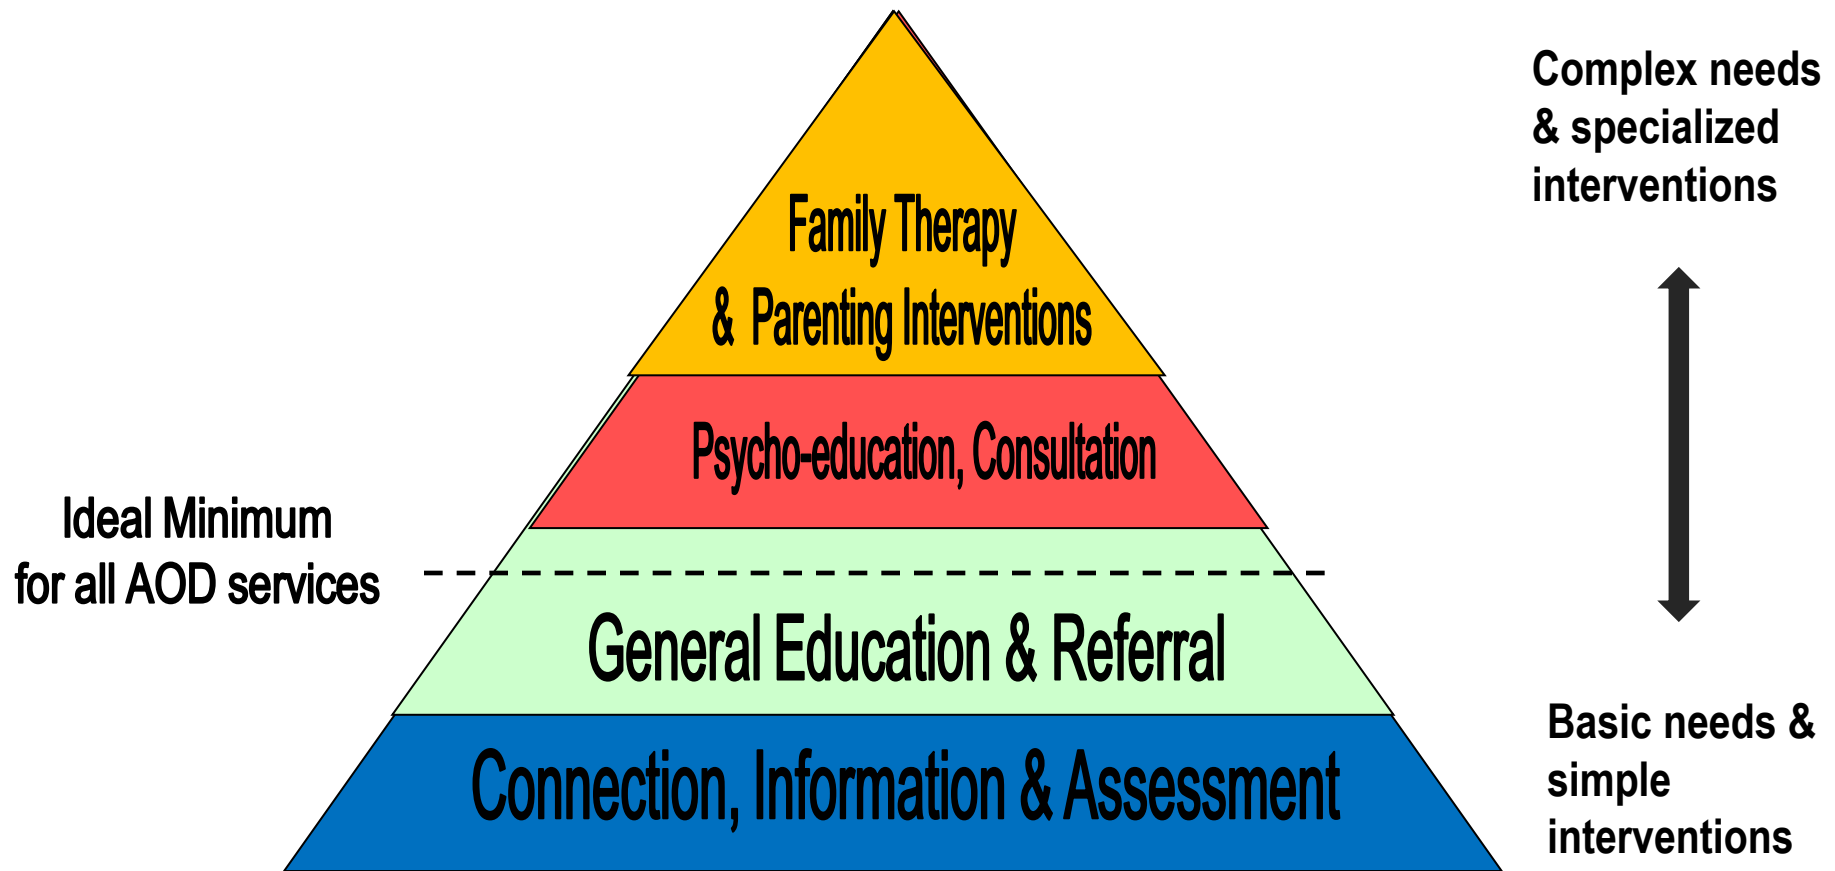 Complex needs
& specialized
interventions
Family Therapy
& Parenting Interventions
Psycho-education, Consultation
Ideal Minimum
for all AOD services
General Education & Referral
Basic needs &
simple
interventions
Connection, Information & Assessment